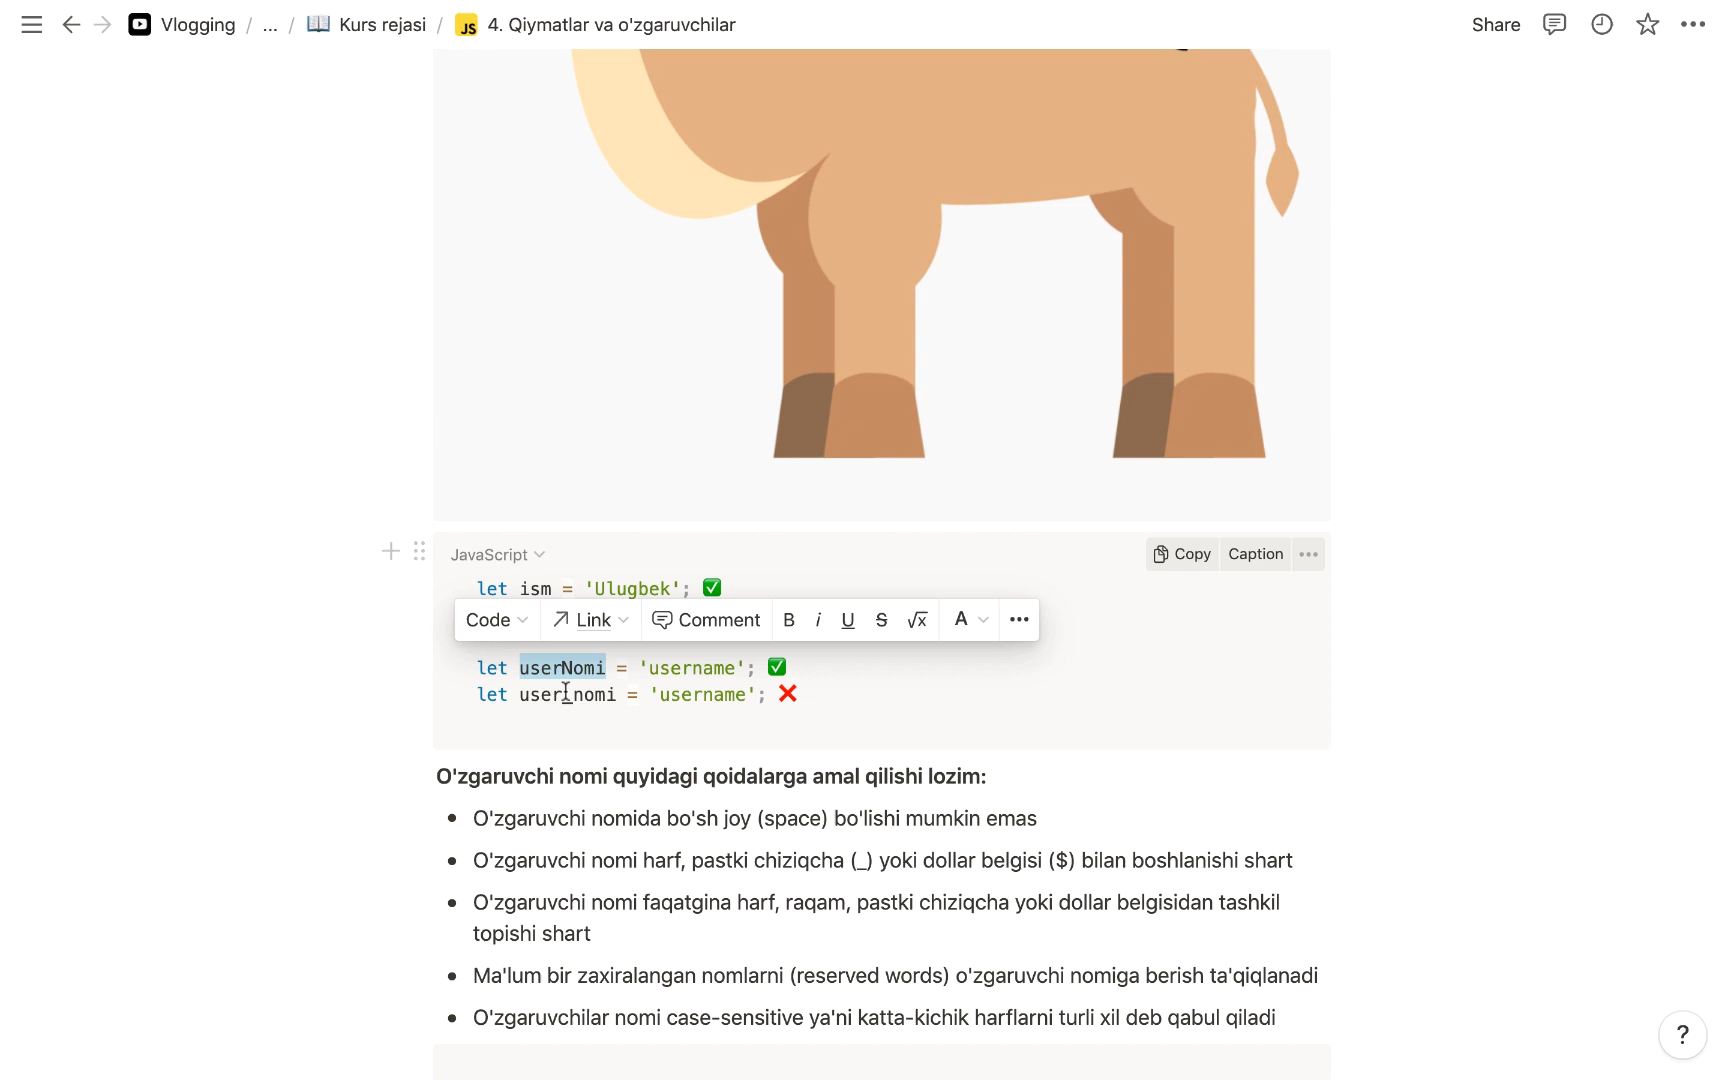 Vlogging / ... / Kurs rejasi / JS 4. Qiymatlar va o'zgaruvchilar Share
JavaScript Copy Caption
let ism = 'Ulugbek'; ✅
Code Link Comment B i U S √x A
let userNomi = 'username'; ✅
let user nomi = 'username'; ❌
O'zgaruvchi nomi quyidagi qoidalarga amal qilishi lozim:
• O'zgaruvchi nomida bo'sh joy (space) bo'lishi mumkin emas
• O'zgaruvchi nomi harf, pastki chiziqcha (_) yoki dollar belgisi ($) bilan boshlanishi shart
• O'zgaruvchi nomi faqatgina harf, raqam, pastki chiziqcha yoki dollar belgisidan tashkil
topishi shart
• Ma'lum bir zaxiralangan nomlarni (reserved words) o'zgaruvchi nomiga berish ta'qiqlanadi
• O'zgaruvchilar nomi case-sensitive ya'ni katta-kichik harflarni turli xil deb qabul qiladi
?